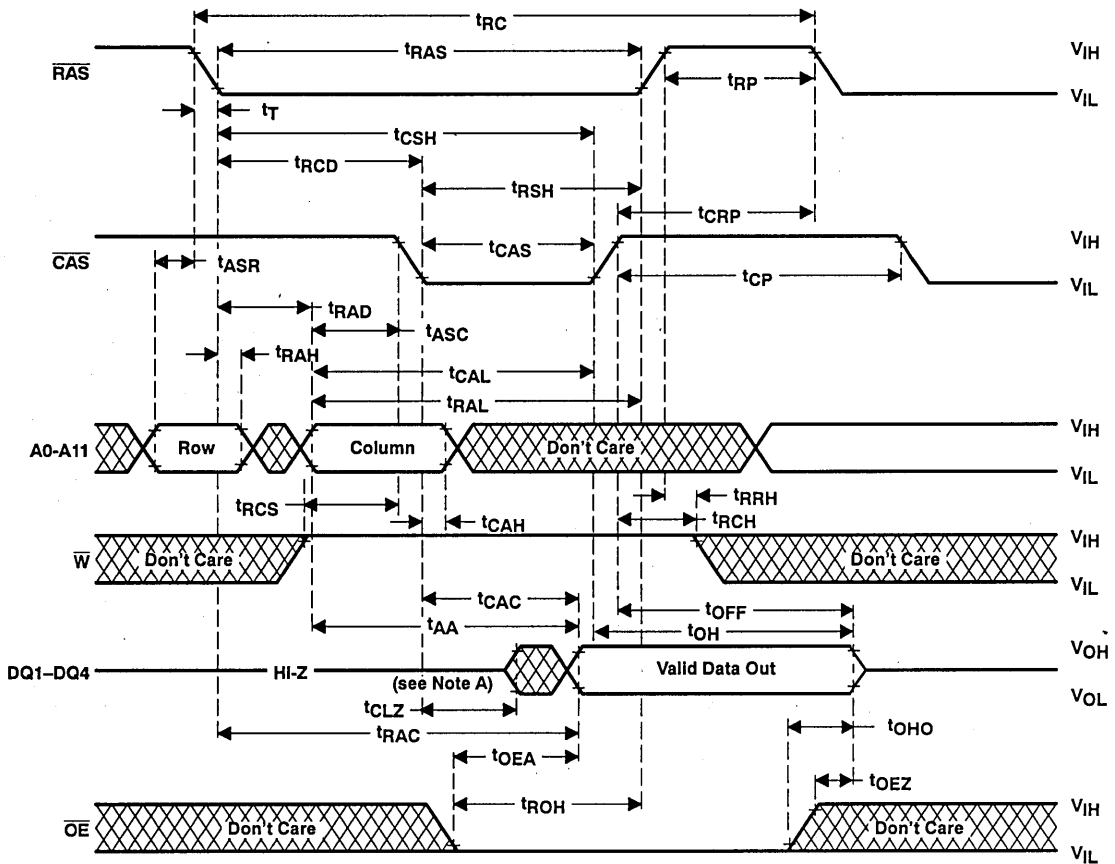 tRC
RAS
tRAS
VIH
tRP
VIL
tT
tCSH
tRCD
tRSH
tCRP
CAS
tCAS
VIH
tASR
tCP
VIL
tRAD
tASC
tRAH
tCAL
tRAL
A0-A11
Row
Column
Don't Care
VIH
VIL
tRCS
tRRH
tCAH
tRCH
W
Don't Care
VIH
Don't Care
VIL
tCAC
tOFF
tAA
tOH
VOH
DQ1–DQ4
HI-Z
Valid Data Out
(see Note A)
VOL
tCLZ
tRAC
tOHO
tOEA
tOEZ
tROH
OE
Don't Care
Don't Care
VIH
VIL